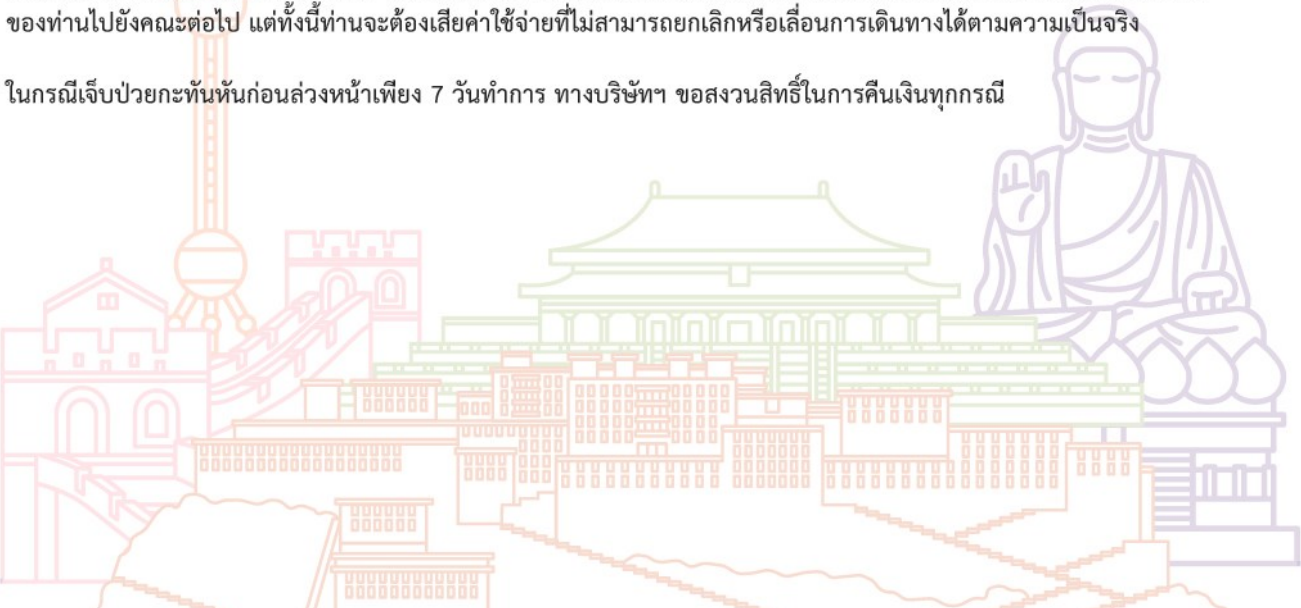 ของท่านไปยังคณะต่อไป แต่ทั้งนี้ท่านจะต้องเสียค่าใช้จ่ายที่ไม่สามารถยกเลิกหรือเลื่อนการเดินทางได้ตามความเป็นจริง
ในกรณีเจ็บป่วยกะทันหันก่อนล่วงหน้าเพียง 7 วันทำการ ทางบริษัทฯ ขอสงวนสิทธิ์ในการคืนเงินทุกกรณี